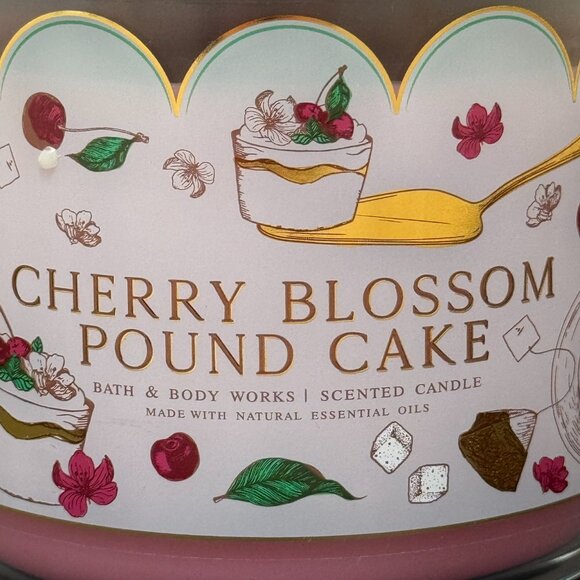 CHERRY BLOSSOM
POUND CAKE
BATH & BODY WORKS | SCENTED CANDLE
MADE WITH NATURAL ESSENTIAL OILS